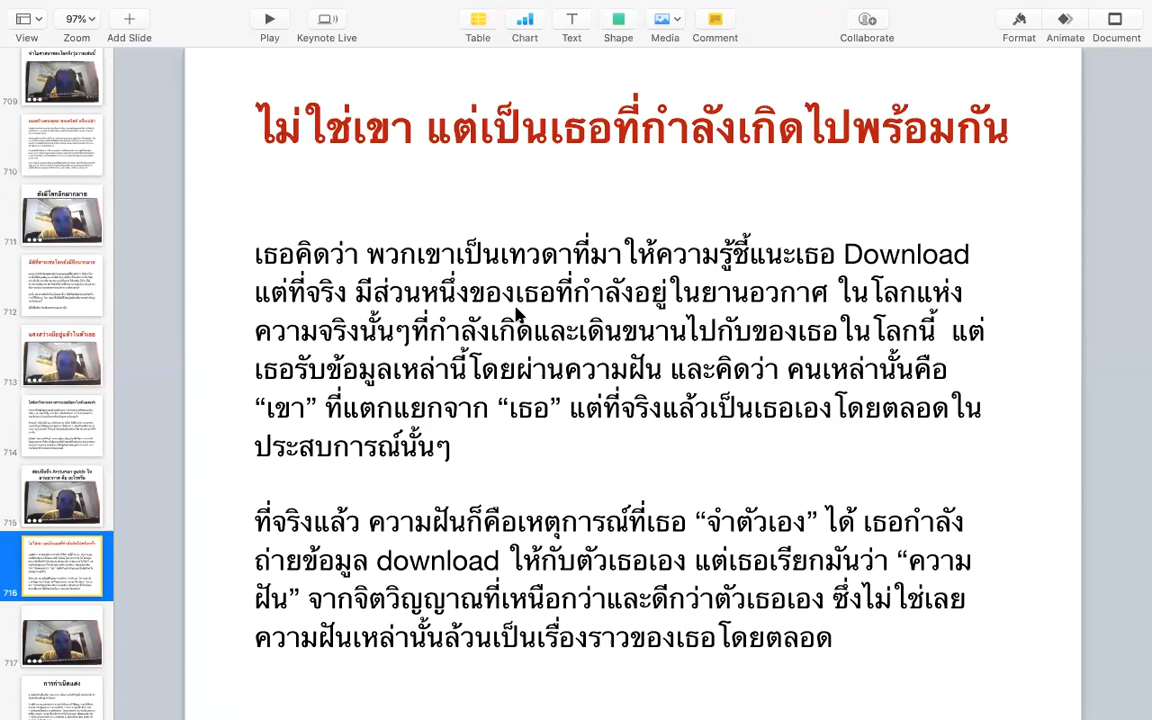 97%
View
Zoom
Add Slide
Play
Keynote Live
Table
Chart
Text
Shape
Media
Comment
Collaborate
Format
Animate
Document
709
710
711
712
713
714
715
716
717
การกำเนิดแสง
ไม่ใช่เขา แต่เป็นเธอที่กำลังเกิดไปพร้อมกัน
เธอคิดว่า พวกเขาเป็นเทวดาที่มาให้ความรู้ชี้แนะเธอ Download
แต่ที่จริง มีส่วนหนึ่งของเธอที่กำลังอยู่ในยานอวกาศ ในโลกแห่ง
ความจริงนั้นๆที่กำลังเกิดและเดินขนานไปกับของเธอในโลกนี้ แต่
เธอรับข้อมูลเหล่านี้โดยผ่านความฝัน และคิดว่า คนเหล่านั้นคือ
“เขา” ที่แตกแยกจาก “เธอ” แต่ที่จริงแล้วเป็นเธอเองโดยตลอดใน
ประสบการณ์นั้นๆ
ที่จริงแล้ว ความฝันก็คือเหตุการณ์ที่เธอ “จำตัวเอง” ได้ เธอกำลัง
ถ่ายข้อมูล download ให้กับตัวเธอเอง แต่เธอเรียกมันว่า “ความ
ฝัน” จากจิตวิญญาณที่เหนือกว่าและดีกว่าตัวเธอเอง ซึ่งไม่ใช่เลย
ความฝันเหล่านั้นล้วนเป็นเรื่องราวของเธอโดยตลอด